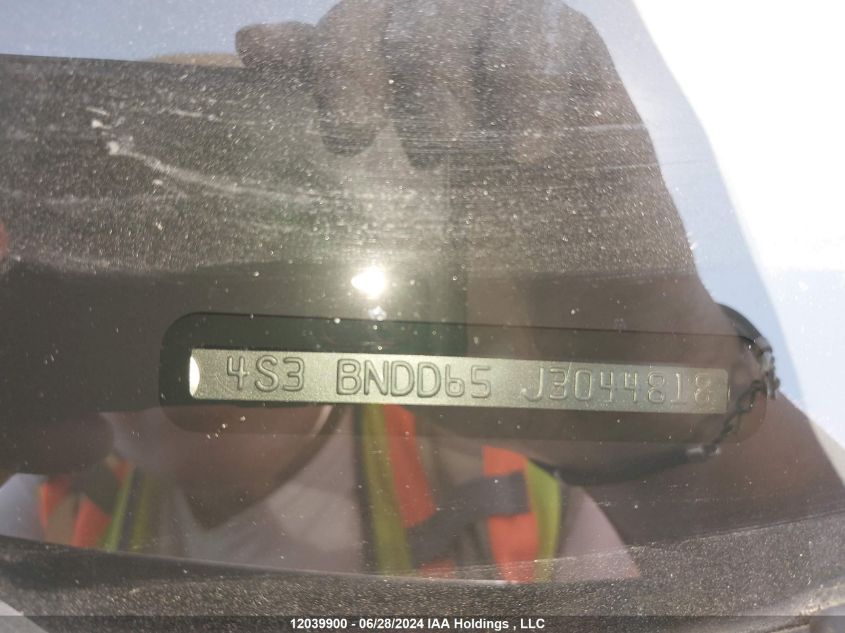 4S3 BNDD65 J3044818
12039900 - 06/28/2024 IAA Holdings , LLC